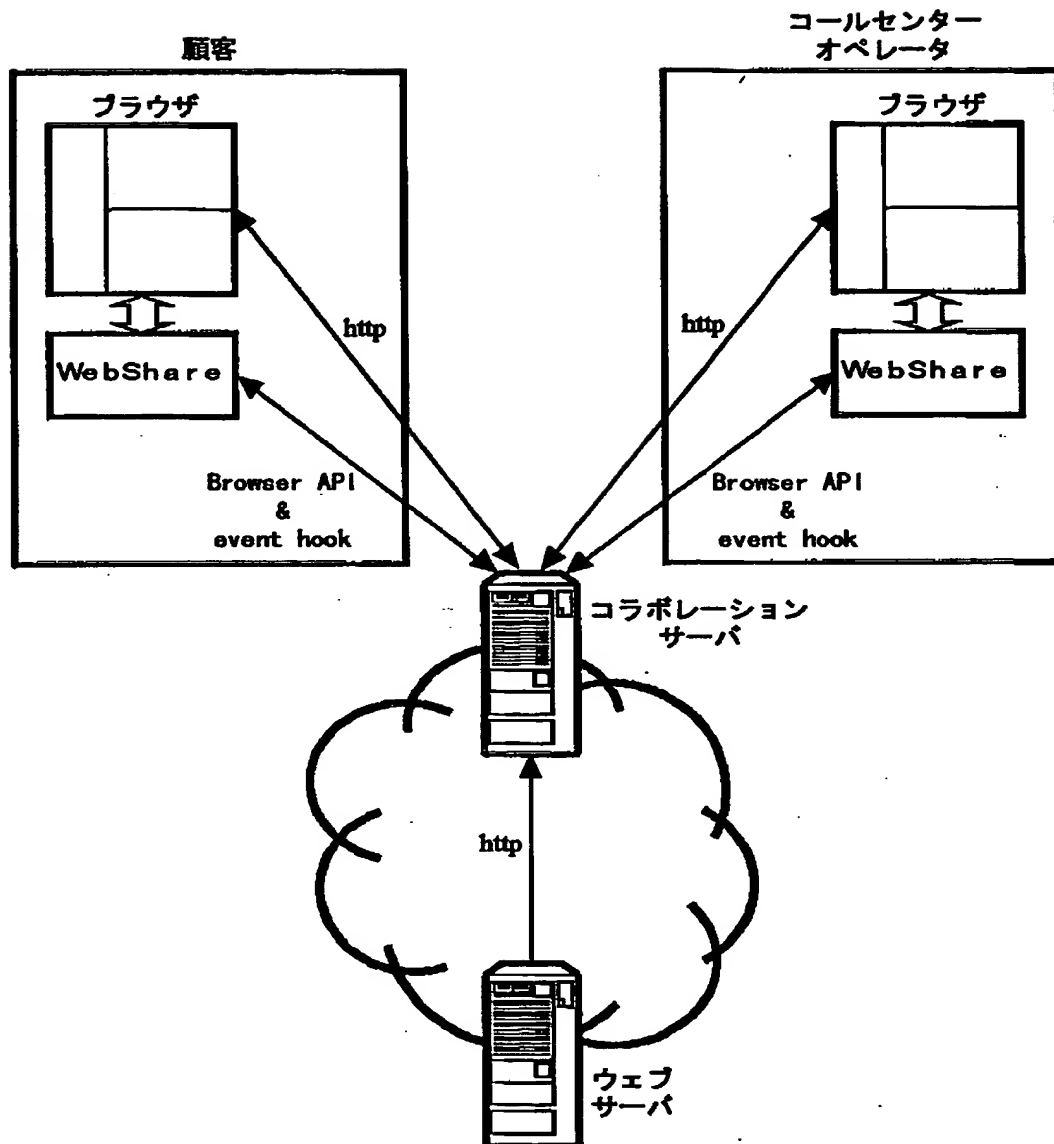 顧客
コールセンター
オペレータ
ブラウザ
ブラウザ
http
http
WebShare
WebShare
Browser API
&
event hook
Browser API
&
event hook
コラボレーション
サーバ
http
ウェブ
サーバ